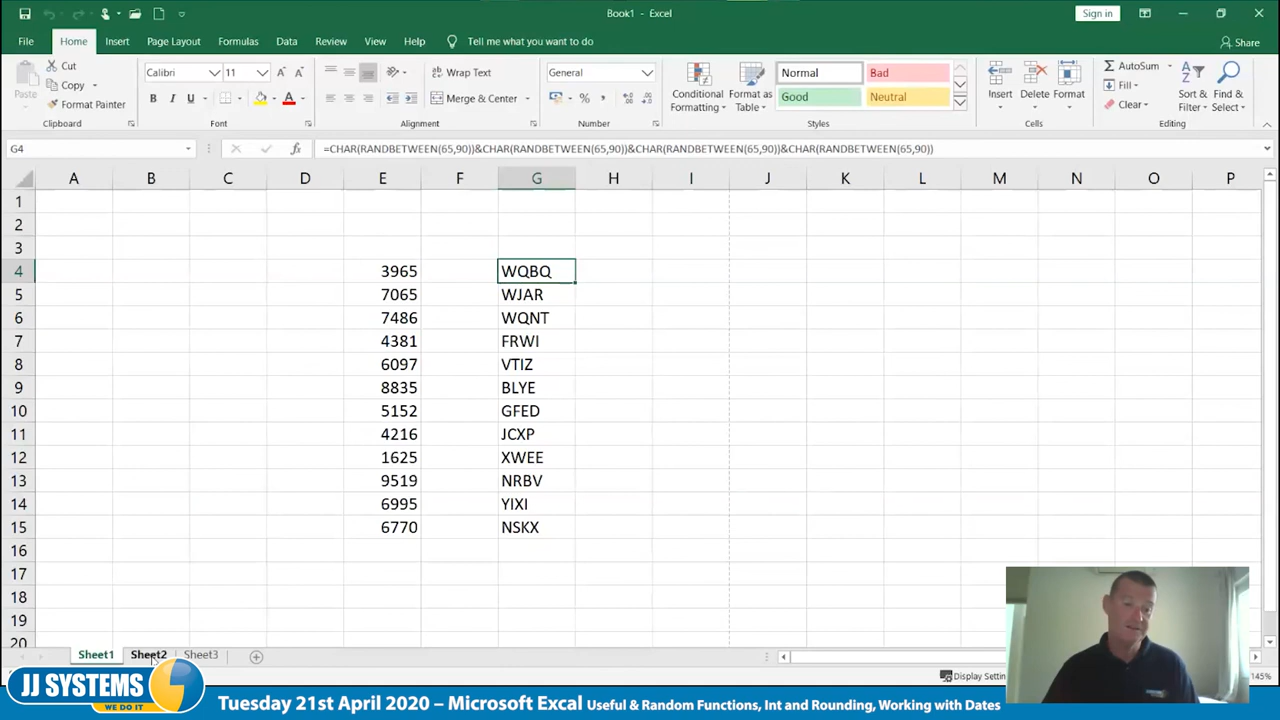 Book1 - Excel
Sign in
File Home Insert Page Layout Formulas Data Review View Help Tell me what you want to do Share
Paste
Cut
Copy
Format Painter
Clipboard
Calibri 11 A A
B I U A
Font
ab Wrap Text
Merge & Center
Alignment
General
% ,
Number
Conditional Formatting
Format as Table
Normal Bad
Good Neutral
Styles
Insert Delete Format
Cells
AutoSum
Fill
Clear
Sort & Filter
Find & Select
Editing
G4 fx =CHAR(RANDBETWEEN(65,90))&CHAR(RANDBETWEEN(65,90))&CHAR(RANDBETWEEN(65,90))&CHAR(RANDBETWEEN(65,90))
A B C D E F G H I J K L M N O P
1
2
3
4 3965 WQBQ
5 7065 WJAR
6 7486 WQNT
7 4381 FRWI
8 6097 VTIZ
9 8835 BLYE
10 5152 GFED
11 4216 JCXP
12 1625 XWEE
13 9519 NRBV
14 6995 YIXI
15 6770 NSKX
16
17
18
19
20
Sheet1 Sheet2 Sheet3
Display Settin
145%
JJ SYSTEMS
WE DO IT
Tuesday 21st April 2020 – Microsoft Excal Useful & Random Functions, Int and Rounding, Working with Dates